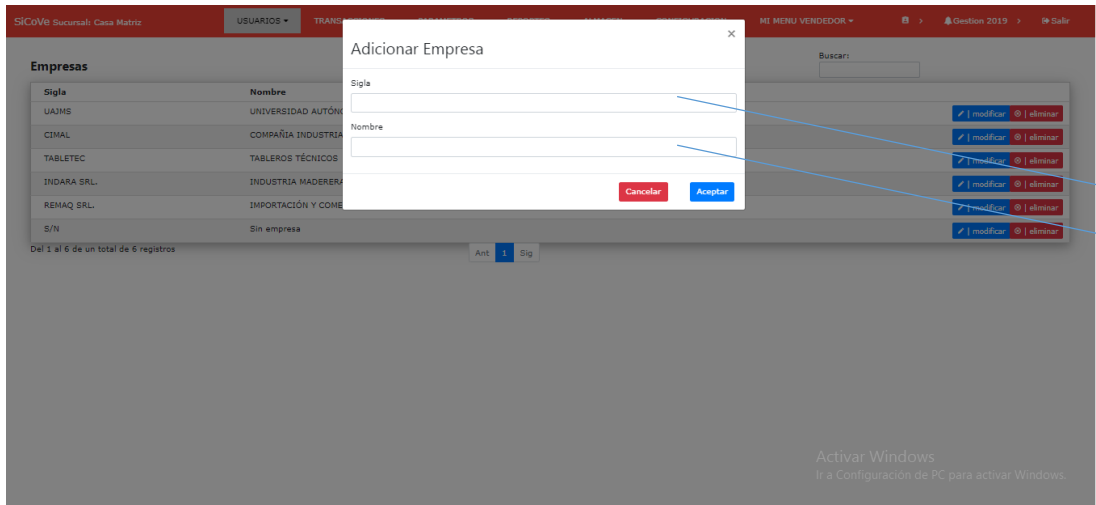 SiCoVe Sucursal: Casa Matriz USUARIOS MI MENU VENDEDOR Gestion 2019 Salir
Adicionar Empresa ×
Empresas
Buscar:
Sigla
Nombre
Cancelar Aceptar
Sigla Nombre
UAJMS UNIVERSIDAD
modificar | eliminar
CIMAL COMPAÑIA INDUSTRIA
modificar | eliminar
TABLETEC TABLEROS TÉCNICOS
modificar | eliminar
INDARA SRL. INDUSTRIA
modificar | eliminar
REMAQ SRL. IMPORTACIÓN Y
modificar | eliminar
S/N Sin empresa
modificar | eliminar
Del 1 al 6 de un total de 6 registros
Ant 1 Sig
Activar Windows
Ir a Configuración de PC para activar Windows.